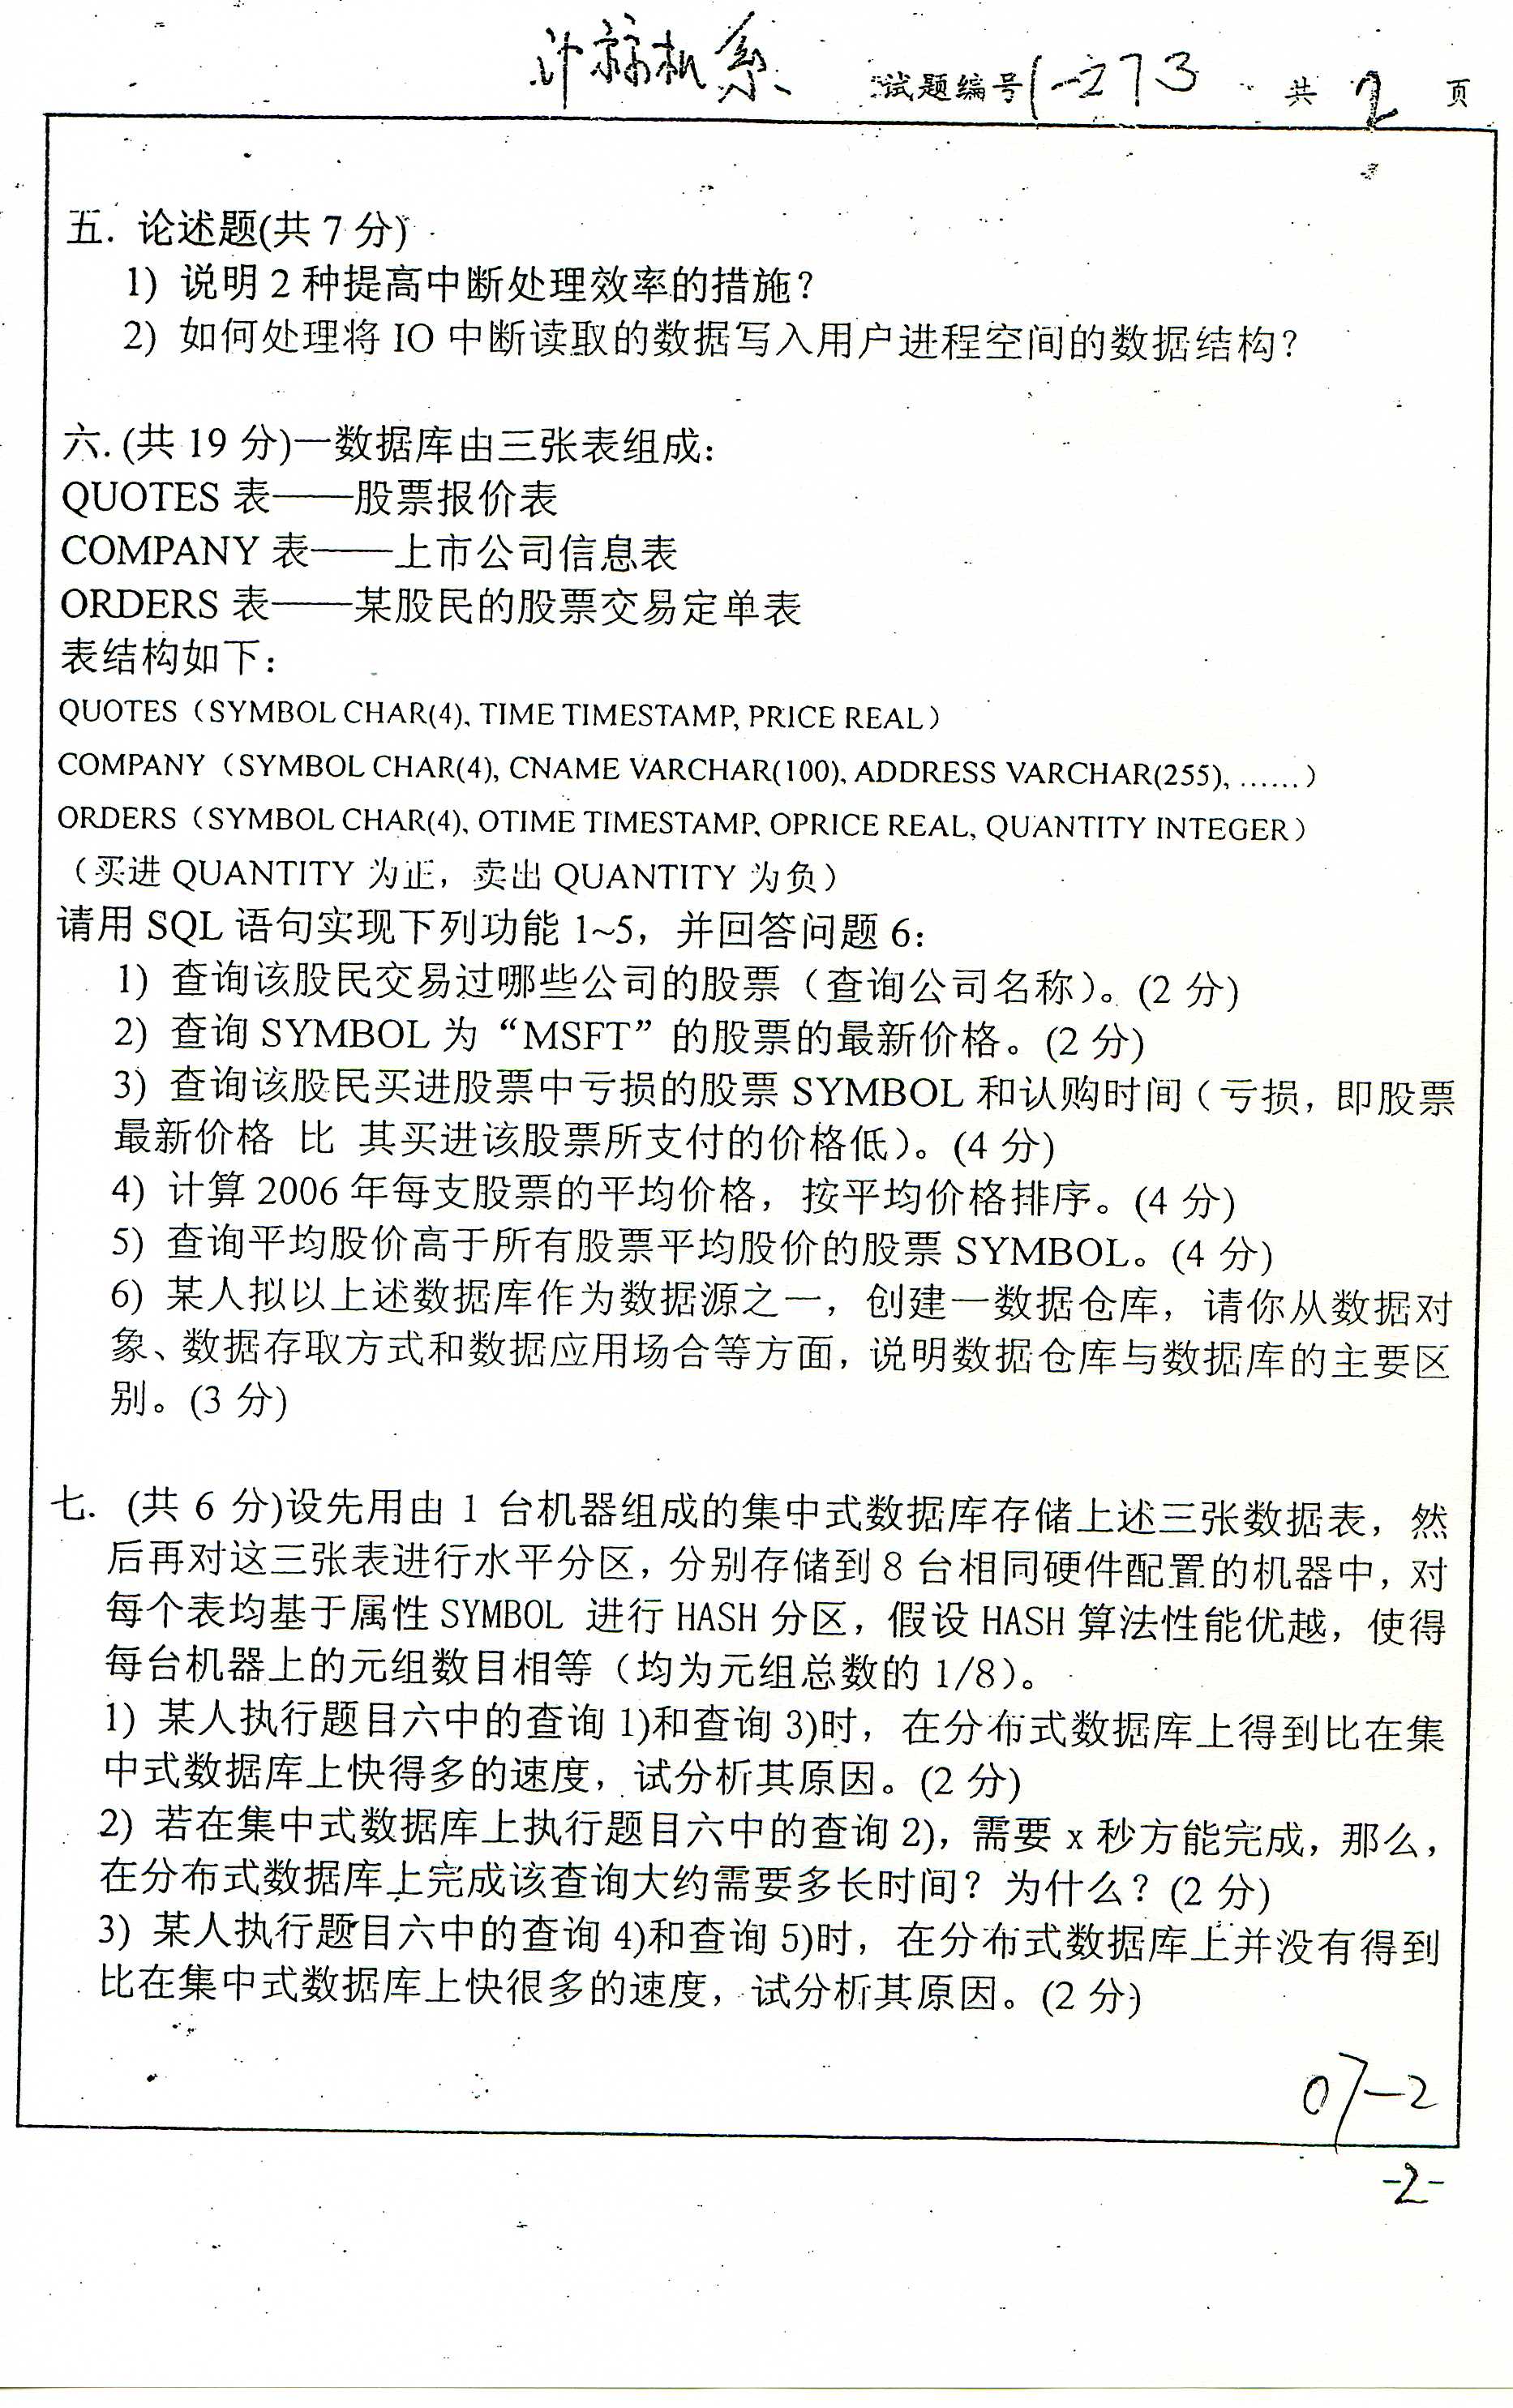 计算机系 试题编号1-273 共 2 页
五. 论述题(共 7 分)
1) 说明 2 种提高中断处理效率的措施?
2) 如何处理将 IO 中断读取的数据写入用户进程空间的数据结构?
六. (共 19 分)一数据库由三张表组成:
QUOTES 表——股票报价表
COMPANY 表——上市公司信息表
ORDERS 表——某股民的股票交易定单表
表结构如下:
QUOTES（SYMBOL CHAR(4), TIME TIMESTAMP, PRICE REAL）
COMPANY（SYMBOL CHAR(4), CNAME VARCHAR(100), ADDRESS VARCHAR(255), ……）
ORDERS（SYMBOL CHAR(4), OTIME TIMESTAMP, OPRICE REAL, QUANTITY INTEGER）
（买进 QUANTITY 为正，卖出 QUANTITY 为负）
请用 SQL 语句实现下列功能 1~5，并回答问题 6:
1) 查询该股民交易过哪些公司的股票（查询公司名称）。(2 分)
2) 查询 SYMBOL 为“MSFT”的股票的最新价格。(2 分)
3) 查询该股民买进股票中亏损的股票 SYMBOL 和认购时间（亏损，即股票
最新价格 比 其买进该股票所支付的价格低）。(4 分)
4) 计算 2006 年每支股票的平均价格，按平均价格排序。(4 分)
5) 查询平均股价高于所有股票平均股价的股票 SYMBOL。(4 分)
6) 某人拟以上述数据库作为数据源之一，创建一数据仓库，请你从数据对
象、数据存取方式和数据应用场合等方面，说明数据仓库与数据库的主要区
别。(3 分)
七. (共 6 分)设先用由 1 台机器组成的集中式数据库存储上述三张数据表，然
后再对这三张表进行水平分区，分别存储到 8 台相同硬件配置的机器中，对
每个表均基于属性 SYMBOL 进行 HASH 分区，假设 HASH 算法性能优越，使得
每台机器上的元组数目相等（均为元组总数的 1/8）。
1) 某人执行题目六中的查询 1)和查询 3)时，在分布式数据库上得到比在集
中式数据库上快得多的速度，试分析其原因。(2 分)
2) 若在集中式数据库上执行题目六中的查询 2)，需要 x 秒方能完成，那么，
在分布式数据库上完成该查询大约需要多长时间？为什么？(2 分)
3) 某人执行题目六中的查询 4)和查询 5)时，在分布式数据库上并没有得到
比在集中式数据库上快很多的速度，试分析其原因。(2 分)
07-2
-2-